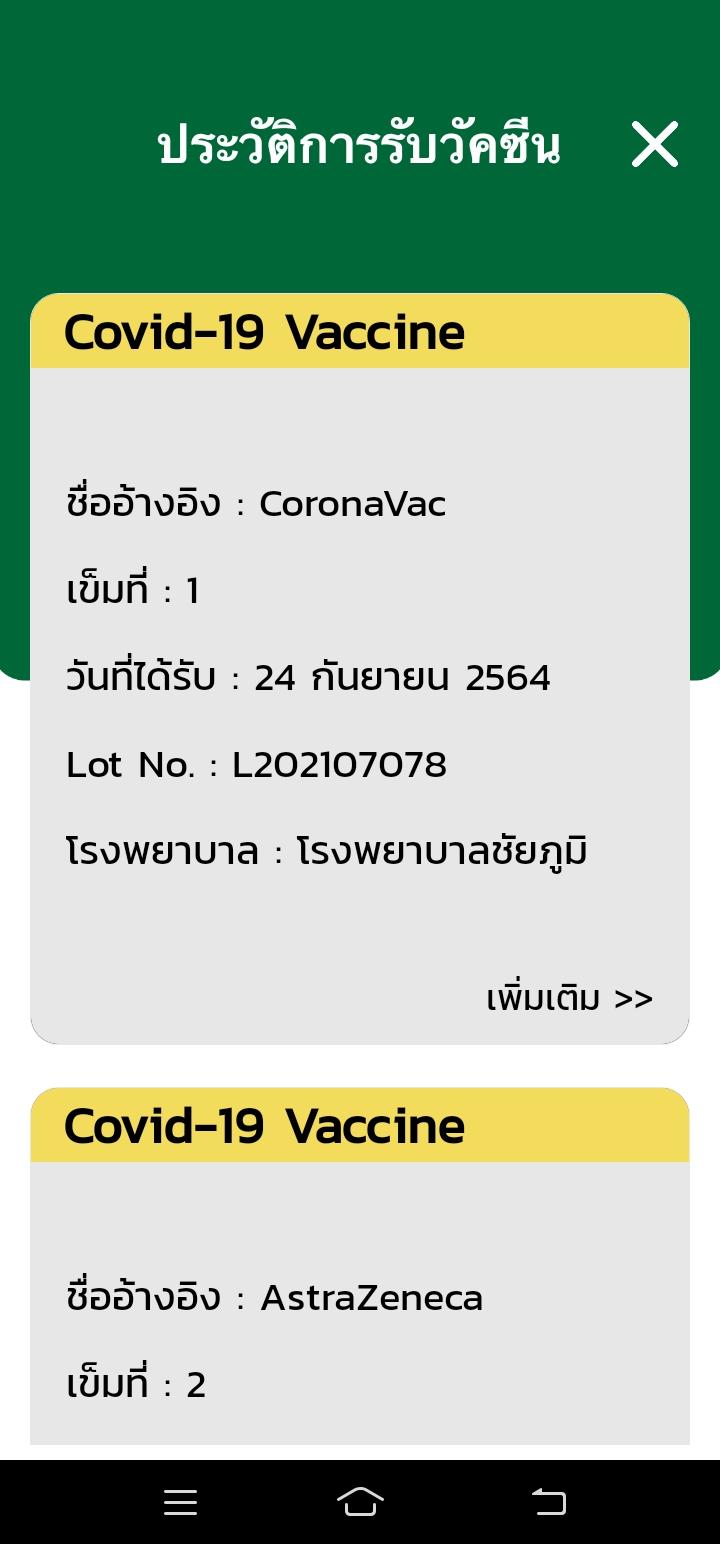 ประวัติการรับวัคซีน
Covid-19 Vaccine
ชื่ออ้างอิง : CoronaVac
เข็มที่ : 1
วันที่ได้รับ : 24 กันยายน 2564
Lot No. : L202107078
โรงพยาบาล : โรงพยาบาลชัยภูมิ
เพิ่มเติม >>
Covid-19 Vaccine
ชื่ออ้างอิง : AstraZeneca
เข็มที่ : 2